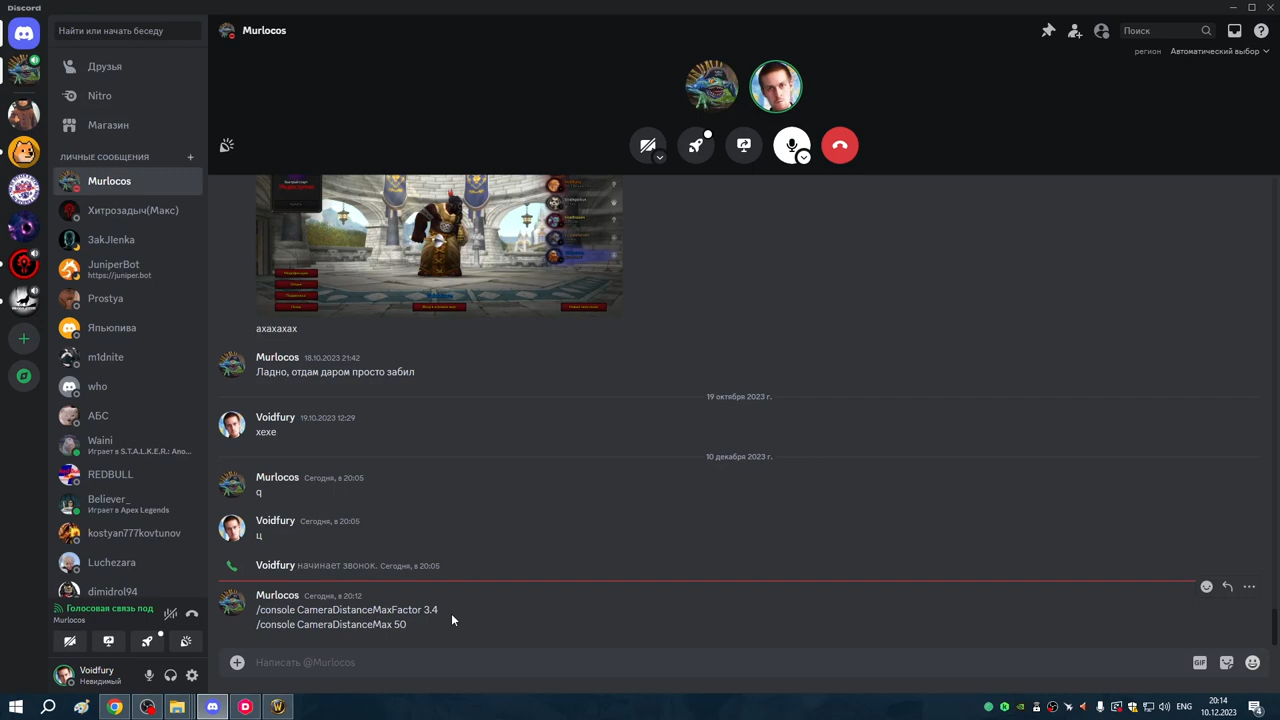 Discord
Найти или начать беседу
Друзья
Nitro
Магазин
ЛИЧНЫЕ СООБЩЕНИЯ
Murlocos
Хитрозадыч(Макс)
3akJlenka
JuniperBot
https://juniper.bot
Prostya
Япьюпива
m1dnite
who
АБС
Waini
Играет в S.T.A.L.K.E.R.: Ano...
REDBULL
Believer_
Играет в Apex Legends
kostyan777kovtunov
Luchezara
dimidrol94
Голосовая связь под
Murlocos
Voidfury
Невидимый
Murlocos
Поиск
регион Автоматический выбор
ахахахах
Murlocos 18.10.2023 21:42
Ладно, отдам даром просто забил
19 октября 2023 г.
Voidfury 19.10.2023 12:29
хехе
10 декабря 2023 г.
Murlocos Сегодня, в 20:05
q
Voidfury Сегодня, в 20:05
ц
Voidfury начинает звонок. Сегодня, в 20:05
Murlocos Сегодня, в 20:12
/console CameraDistanceMaxFactor 3.4
/console CameraDistanceMax 50
Написать @Murlocos
GIF
ENG
20:14
10.12.2023